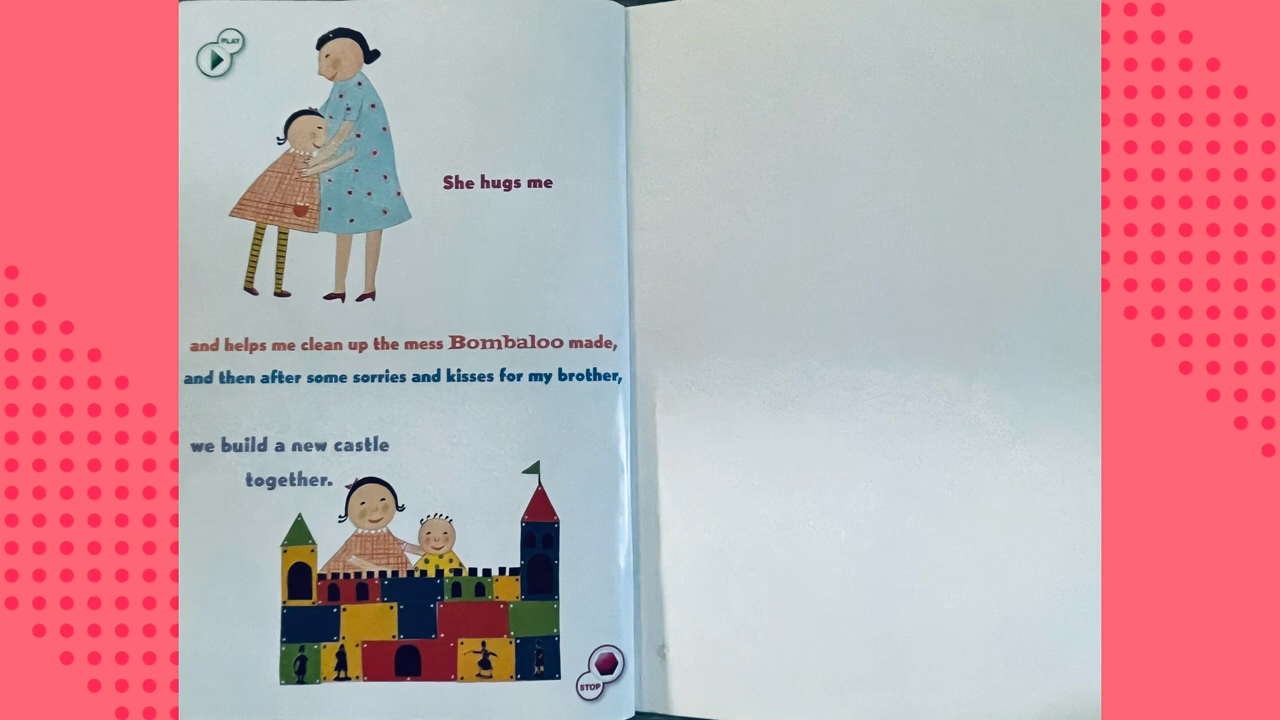 PLAY
She hugs me
and helps me clean up the mess Bombaloo made,
and then after some sorries and kisses for my brother,
we build a new castle
together.
STOP